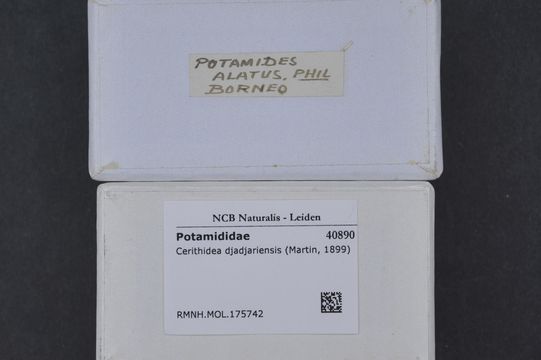 POTAMIDES
ALATUS, PHIL
BORNEO
NCB Naturalis - Leiden
Potamididae 40890
Cerithidea djadjariensis (Martin, 1899)
RMNH.MOL.175742